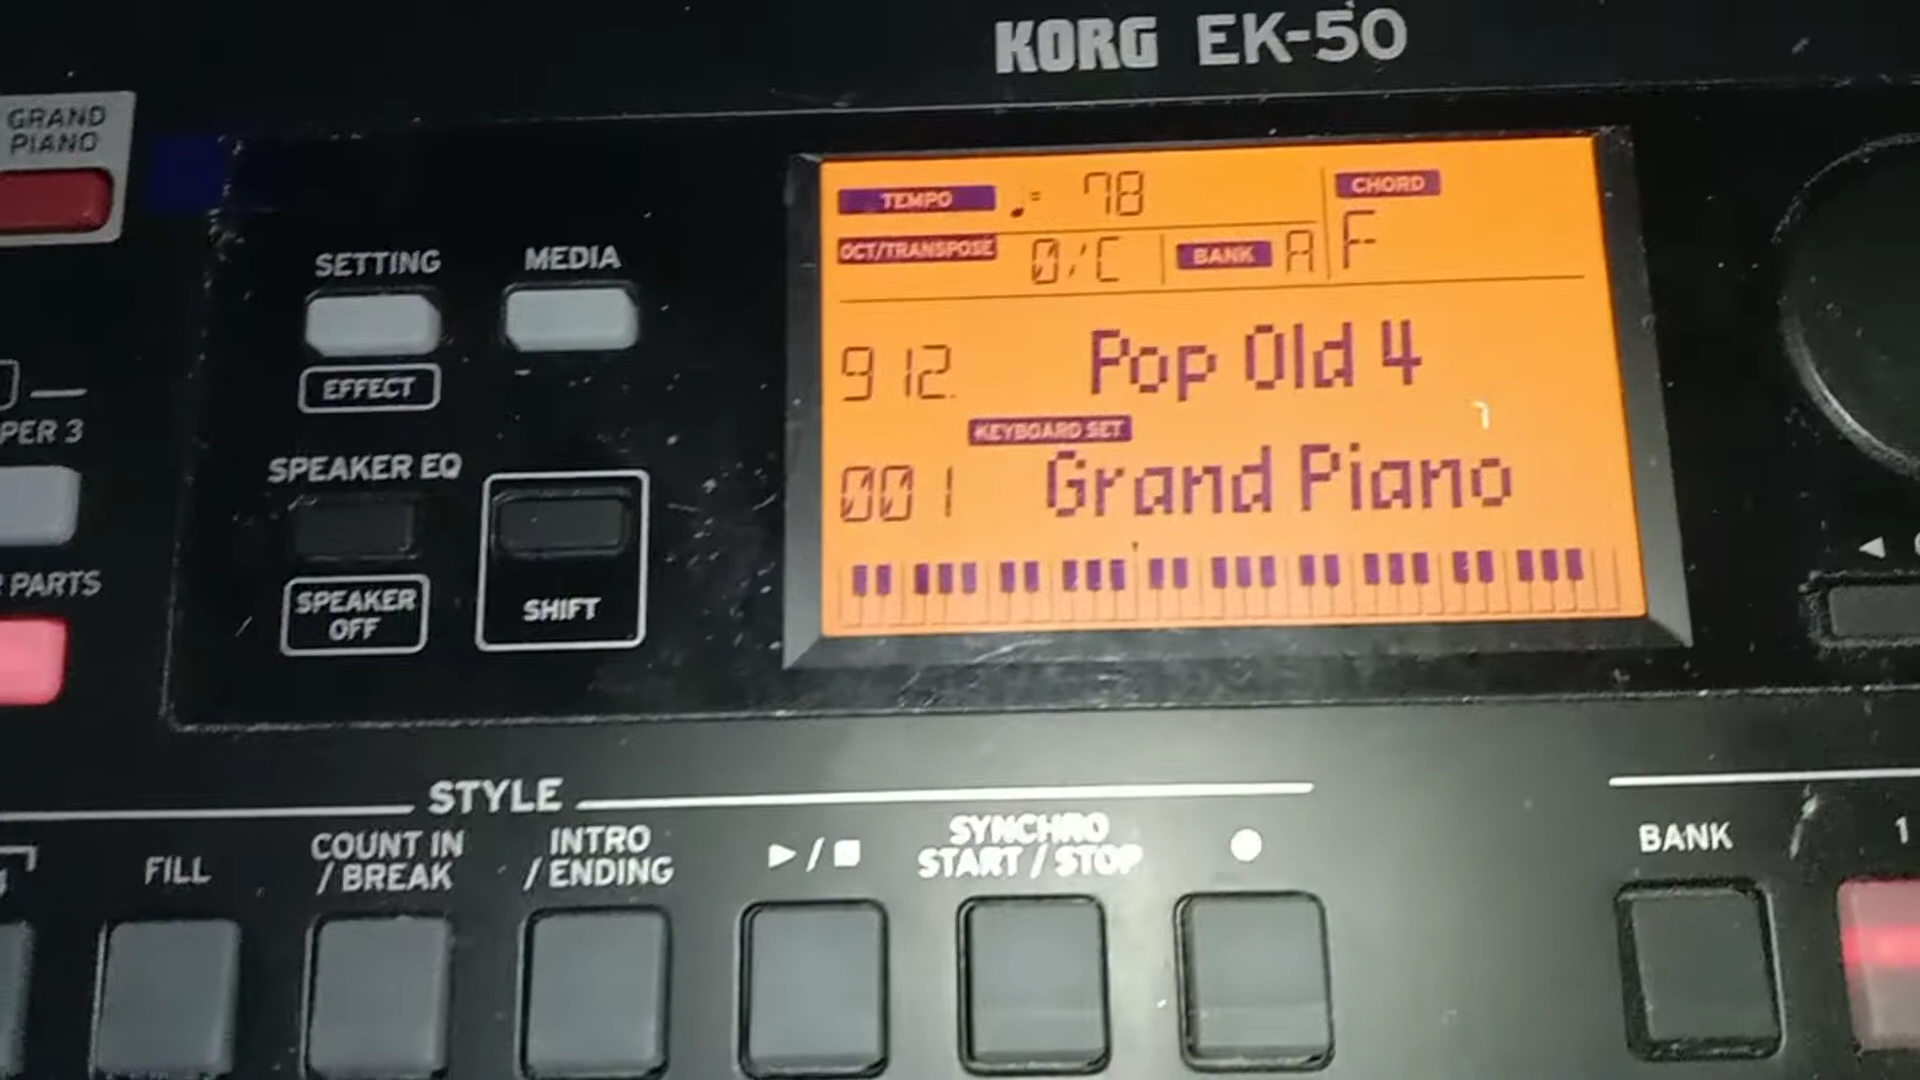 KORG EK-50
GRAND
PIANO
TEMPO ♩= 78
CHORD
OCT/TRANSPOSE 0/C BANK A F
SETTING
MEDIA
912 Pop Old 4
EFFECT
KEYBOARD SET
PER 3
SPEAKER EQ
001 Grand Piano
PARTS
SPEAKER
OFF
SHIFT
STYLE
FILL
COUNT IN
/ BREAK
INTRO
/ ENDING
▶/■
SYNCHRO
START / STOP
●
BANK
1